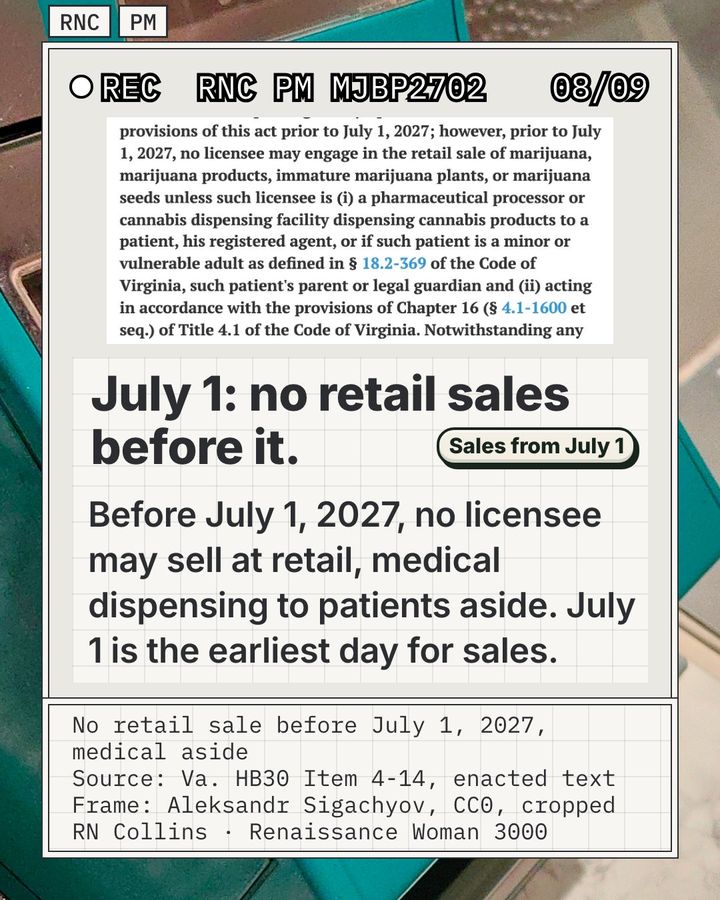 RNC PM
REC RNC PM MJBP2702 08/09
provisions of this act prior to July 1, 2027; however, prior to July
1, 2027, no licensee may engage in the retail sale of marijuana,
marijuana products, immature marijuana plants, or marijuana
seeds unless such licensee is (i) a pharmaceutical processor or
cannabis dispensing facility dispensing cannabis products to a
patient, his registered agent, or if such patient is a minor or
vulnerable adult as defined in § 18.2-369 of the Code of
Virginia, such patient's parent or legal guardian and (ii) acting
in accordance with the provisions of Chapter 16 (§ 4.1-1600 et
seq.) of Title 4.1 of the Code of Virginia. Notwithstanding any
July 1: no retail sales
before it.
Sales from July 1
Before July 1, 2027, no licensee
may sell at retail, medical
dispensing to patients aside. July
1 is the earliest day for sales.
No retail sale before July 1, 2027,
medical aside
Source: Va. HB30 Item 4-14, enacted text
Frame: Aleksandr Sigachyov, CC0, cropped
RN Collins · Renaissance Woman 3000